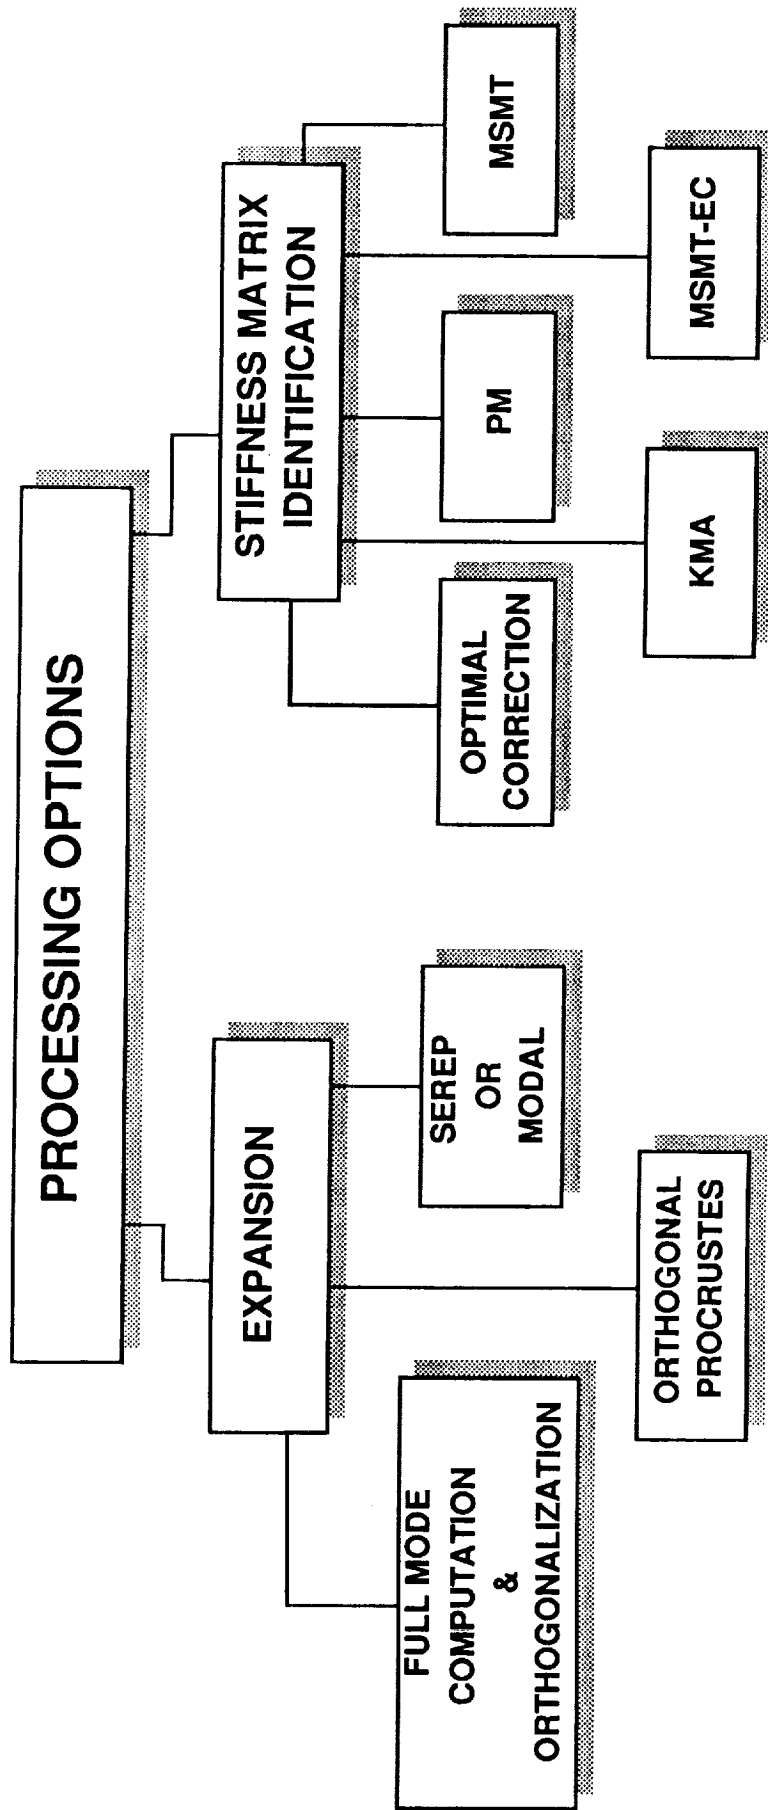 PROCESSING OPTIONS
EXPANSION
STIFFNESS MATRIX
IDENTIFICATION
FULL MODE
COMPUTATION
&
ORTHOGONALIZATION
SEREP
OR
MODAL
OPTIMAL
CORRECTION
PM
MSMT
ORTHOGONAL
PROCRUSTES
KMA
MSMT-EC